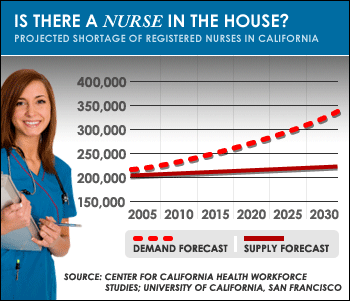 IS THERE A NURSE IN THE HOUSE?
PROJECTED SHORTAGE OF REGISTERED NURSES IN CALIFORNIA
400,000
350,000
300,000
250,000
200,000
150,000
2005 2010 2015 2020 2025 2030
DEMAND FORECAST SUPPLY FORECAST
SOURCE: CENTER FOR CALIFORNIA HEALTH WORKFORCE
STUDIES; UNIVERSITY OF CALIFORNIA, SAN FRANCISCO